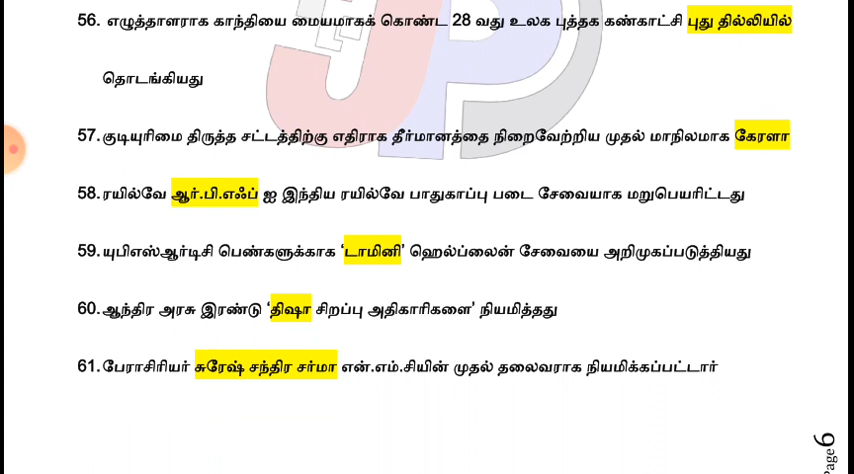 56. எழுத்தாளராக காந்தியை மையமாகக் கொண்ட 28 வது உலக புத்தக கண்காட்சி புது தில்லியில்
தொடங்கியது
57. குடியுரிமை திருத்த சட்டத்திற்கு எதிராக தீர்மானத்தை நிறைவேற்றிய முதல் மாநிலமாக கேரளா
58. ரயில்வே ஆர்.பி.எஃப் ஐ இந்திய ரயில்வே பாதுகாப்பு படை சேவையாக மறுபெயரிட்டது
59. யுபிஎஸ்ஆர்டிசி பெண்களுக்காக ‘டாமினி’ ஹெல்ப்லைன் சேவையை அறிமுகப்படுத்தியது
60. ஆந்திர அரசு இரண்டு ‘திஷா சிறப்பு அதிகாரிகளை’ நியமித்தது
61. பேராசிரியர் சுரேஷ் சந்திர சர்மா என்.எம்.சியின் முதல் தலைவராக நியமிக்கப்பட்டார்
Page 6